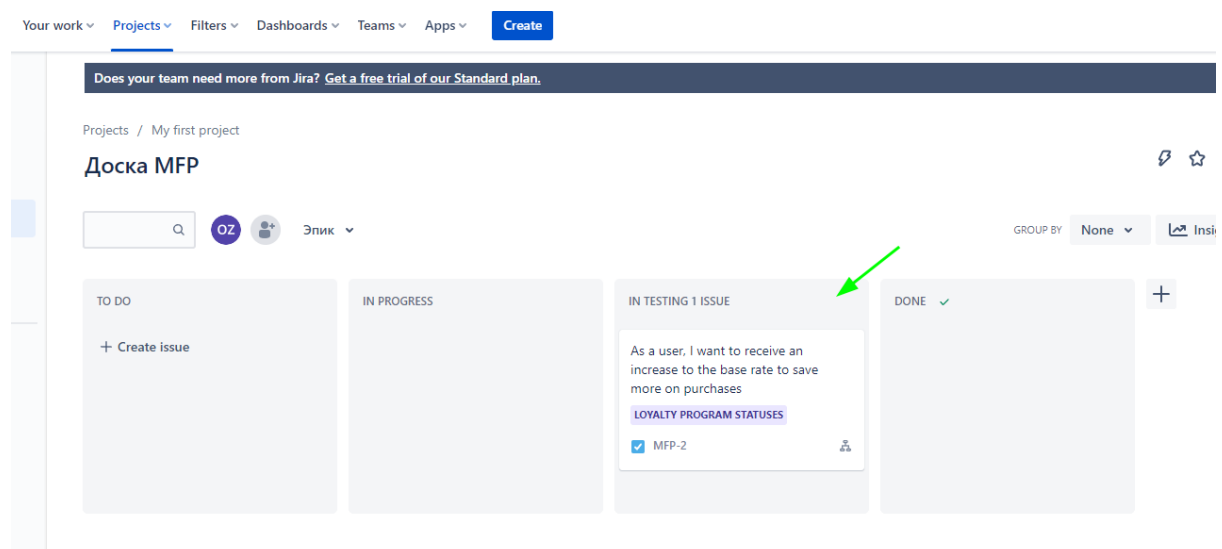 Your work Projects Filters Dashboards Teams Apps Create
Does your team need more from Jira? Get a free trial of our Standard plan.
Projects / My first project
Доска MFP
OZ Эпик GROUP BY None
TO DO
+ Create issue
IN PROGRESS
IN TESTING 1 ISSUE
As a user, I want to receive an
increase to the base rate to save
more on purchases
LOYALTY PROGRAM STATUSES
MFP-2
DONE